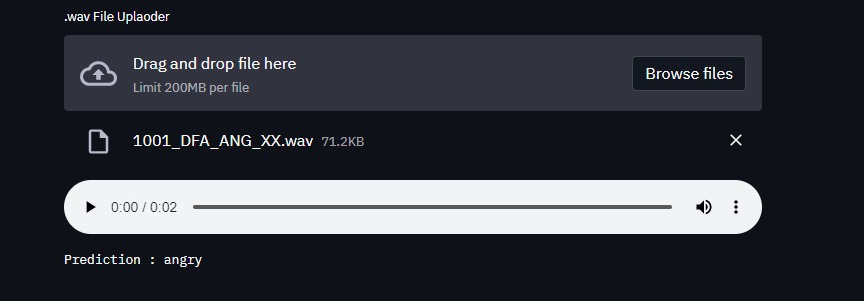 .wav File Uplaoder
Drag and drop file here
Limit 200MB per file
Browse files
1001_DFA_ANG_XX.wav 71.2KB
0:00 / 0:02
Prediction : angry